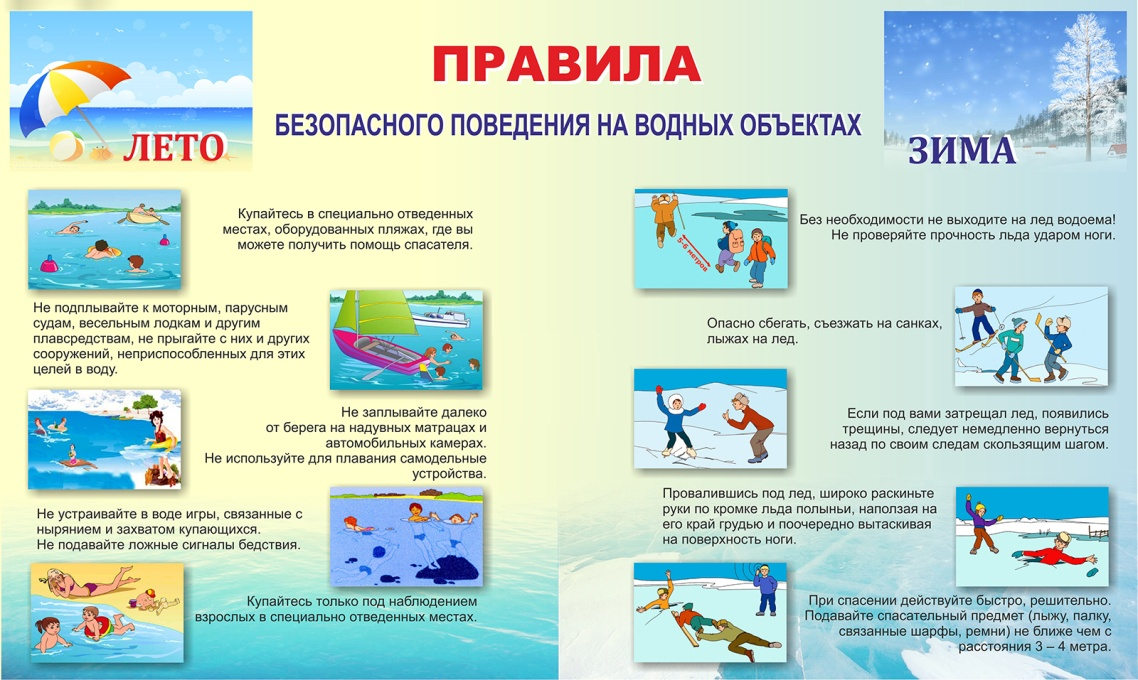 ПРАВИЛА
БЕЗОПАСНОГО ПОВЕДЕНИЯ НА ВОДНЫХ ОБЪЕКТАХ
ЛЕТО
Купайтесь в специально отведенных
местах, оборудованных пляжах, где вы
можете получить помощь спасателя.
Не подплывайте к моторным, парусным
судам, весельным лодкам и другим
плавсредствам, не прыгайте с них и других
сооружений, неприспособленных для этих
целей в воду.
Не заплывайте далеко
от берега на надувных матрацах и
автомобильных камерах.
Не используйте для плавания самодельные
устройства.
Не устраивайте в воде игры, связанные с
нырянием и захватом купающихся.
Не подавайте ложные сигналы бедствия.
Купайтесь только под наблюдением
взрослых в специально отведенных местах.
ЗИМА
5-6 метров
Без необходимости не выходите на лед водоема!
Не проверяйте прочность льда ударом ноги.
Опасно сбегать, съезжать на санках,
лыжах на лед.
Если под вами затрещал лед, появились
трещины, следует немедленно вернуться
назад по своим следам скользящим шагом.
Провалившись под лед, широко раскиньте
руки по кромке льда полыньи, наползая на
его край грудью и поочередно вытаскивая
на поверхность ноги.
При спасении действуйте быстро, решительно.
Подавайте спасательный предмет (лыжу, палку,
связанные шарфы, ремни) не ближе чем с
расстояния 3 – 4 метра.